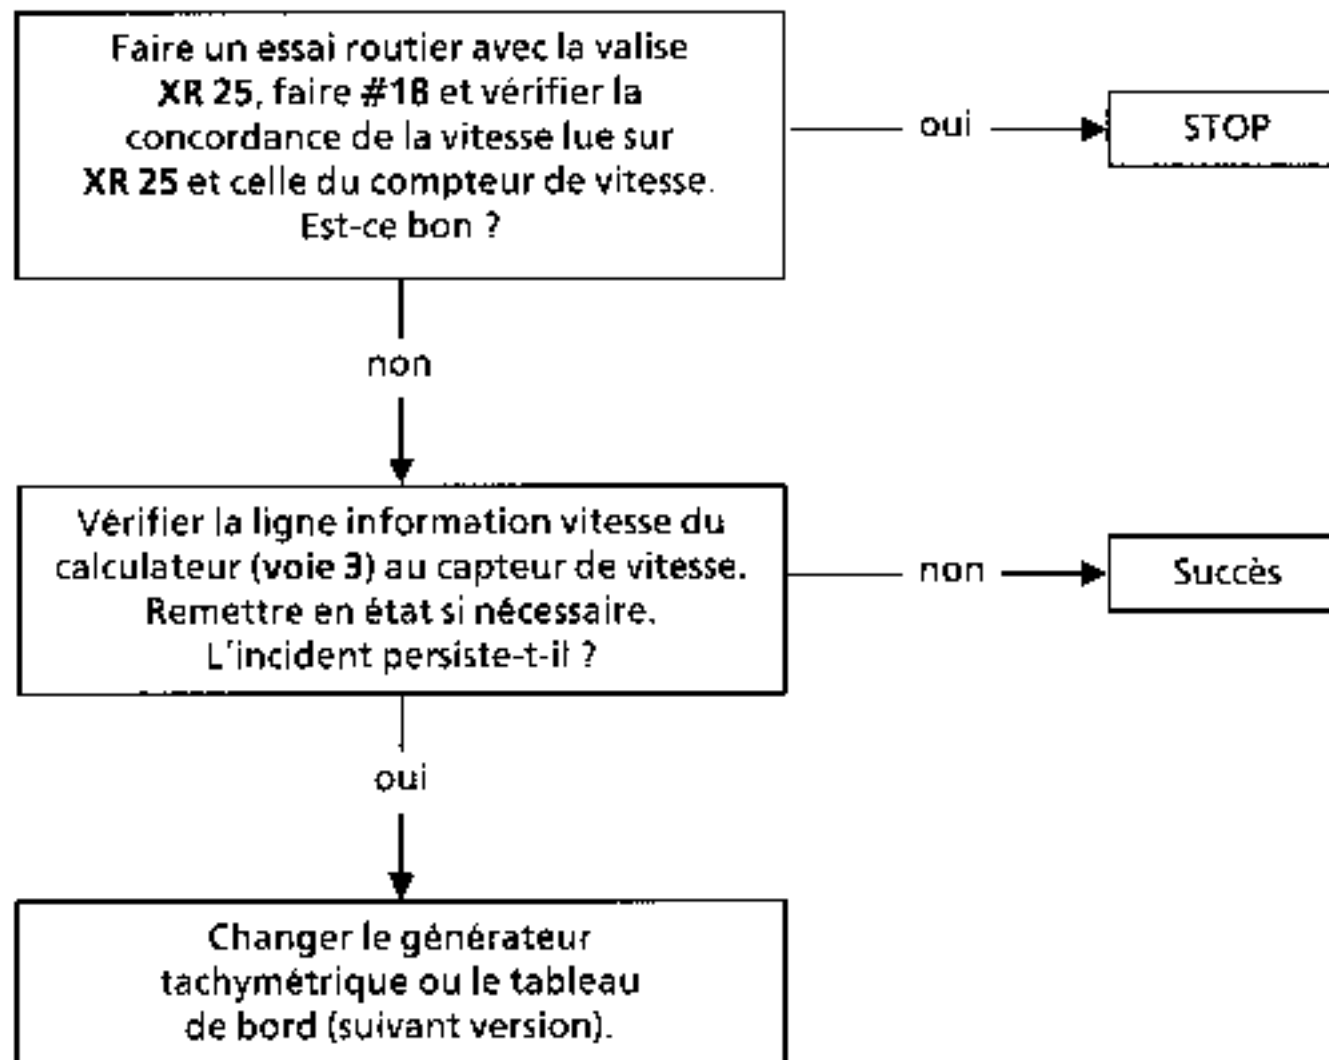 Faire un essai routier avec la valise
XR 25, faire #18 et vérifier la
concordance de la vitesse lue sur
XR 25 et celle du compteur de vitesse.
Est-ce bon ?
oui
STOP
non
Vérifier la ligne information vitesse du
calculateur (voie 3) au capteur de vitesse.
Remettre en état si nécessaire.
L'incident persiste-t-il ?
non
Succès
oui
Changer le générateur
tachymétrique ou le tableau
de bord (suivant version).